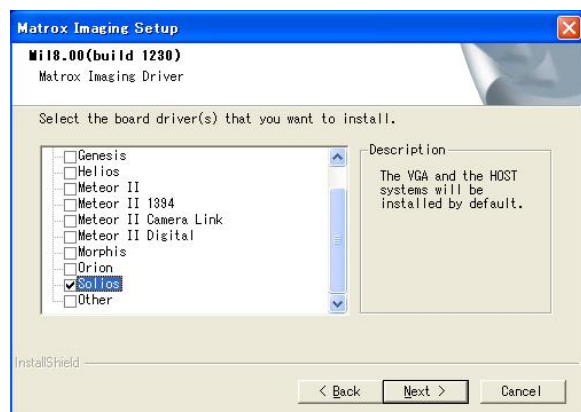 Matrox Imaging Setup
Mil8.00(build 1230)
Matrox Imaging Driver
Select the board driver(s) that you want to install.
Genesis
Helios
Meteor II
Meteor II 1394
Meteor II Camera Link
Meteor II Digital
Morphis
Orion
Solios
Other
Description
The VGA and the HOST
systems will be
installed by default.
InstallShield
< Back
Next >
Cancel